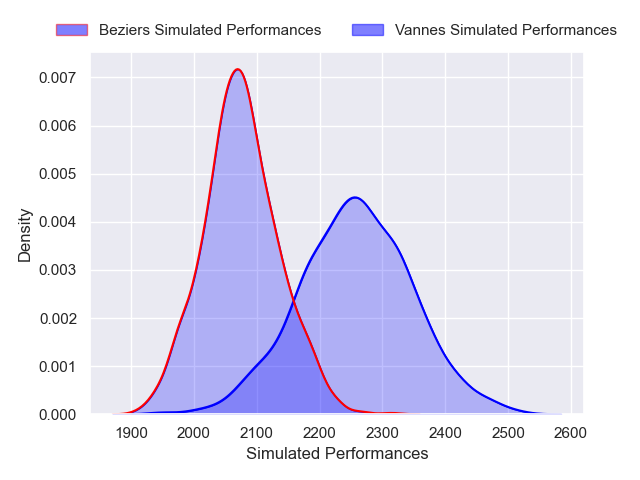 Beziers Simulated Performances
Vannes Simulated Performances
0.007
0.006
0.005
0.004
0.003
0.002
0.001
0.000
Density
1900 2000 2100 2200 2300 2400 2500 2600
Simulated Performances